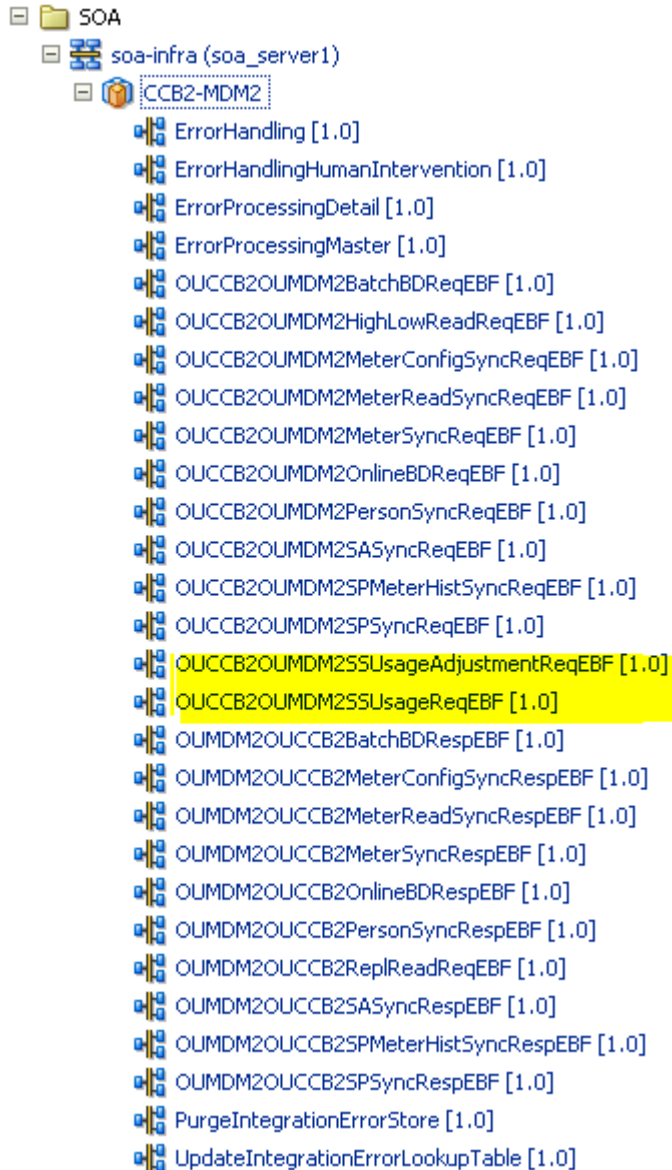 SOA
soa-infra (soa_server1)
CCB2-MDM2
ErrorHandling [1.0]
ErrorHandlingHumanIntervention [1.0]
ErrorProcessingDetail [1.0]
ErrorProcessingMaster [1.0]
OUCCB2OUMDM2BatchBDReqEBF [1.0]
OUCCB2OUMDM2HighLowReadReqEBF [1.0]
OUCCB2OUMDM2MeterConfigSyncReqEBF [1.0]
OUCCB2OUMDM2MeterReadSyncReqEBF [1.0]
OUCCB2OUMDM2MeterSyncReqEBF [1.0]
OUCCB2OUMDM2OnlineBDReqEBF [1.0]
OUCCB2OUMDM2PersonSyncReqEBF [1.0]
OUCCB2OUMDM2SASyncReqEBF [1.0]
OUCCB2OUMDM2SPMeterHistSyncReqEBF [1.0]
OUCCB2OUMDM2SPSyncReqEBF [1.0]
OUCCB2OUMDM2SSUsageAdjustmentReqEBF [1.0]
OUCCB2OUMDM2SSUsageReqEBF [1.0]
OUMDM2OUCCB2BatchBDRespEBF [1.0]
OUMDM2OUCCB2MeterConfigSyncRespEBF [1.0]
OUMDM2OUCCB2MeterReadSyncRespEBF [1.0]
OUMDM2OUCCB2MeterSyncRespEBF [1.0]
OUMDM2OUCCB2OnlineBDRespEBF [1.0]
OUMDM2OUCCB2PersonSyncRespEBF [1.0]
OUMDM2OUCCB2ReplReadReqEBF [1.0]
OUMDM2OUCCB2SASyncRespEBF [1.0]
OUMDM2OUCCB2SPMeterHistSyncRespEBF [1.0]
OUMDM2OUCCB2SPSyncRespEBF [1.0]
PurgeIntegrationErrorStore [1.0]
UpdateIntegrationErrorLookupTable [1.0]